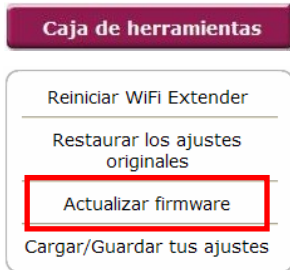 Caja de herramientas
Reiniciar WiFi Extender
Restaurar los ajustes
originales
Actualizar firmware
Cargar/Guardar tus ajustes